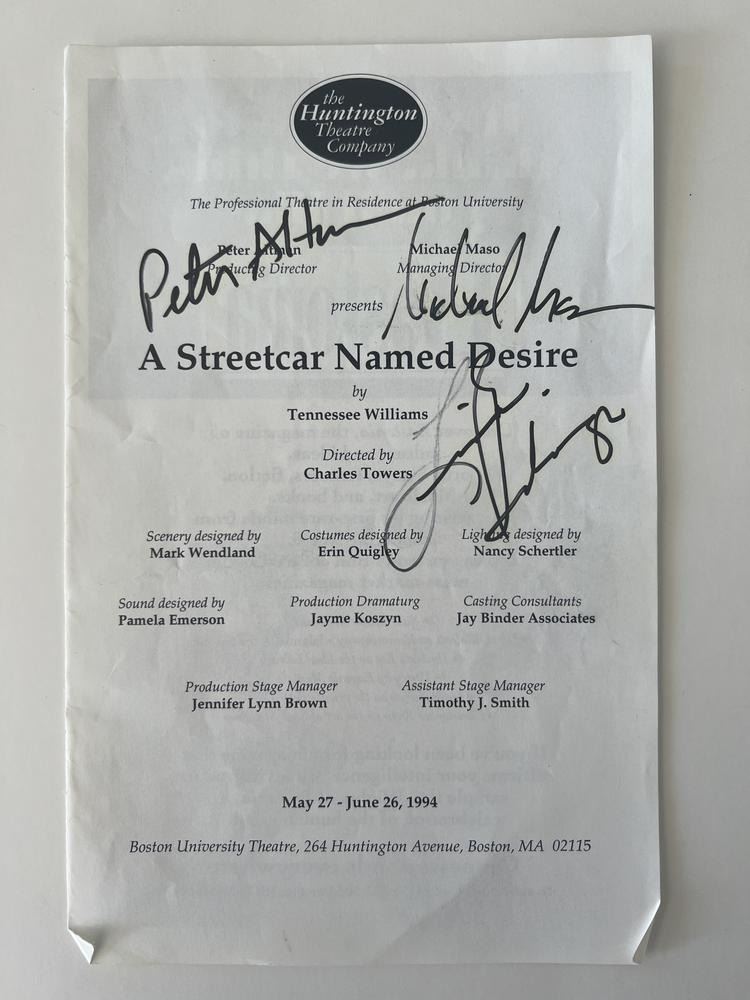 the
Huntington
Theatre
Company
The Professional Theatre in Residence at Boston University
Peter Altman
Michael Maso
Peter Altman Michael Maso
Producing Director Managing Director
presents
A Streetcar Named Desire
by
Tennessee Williams
Directed by
Charles Towers
Scenery designed by Costumes designed by Lighting designed by
Mark Wendland Erin Quigley Nancy Schertler
Sound designed by Production Dramaturg Casting Consultants
Pamela Emerson Jayme Koszyn Jay Binder Associates
Production Stage Manager Assistant Stage Manager
Jennifer Lynn Brown Timothy J. Smith
May 27 - June 26, 1994
Boston University Theatre, 264 Huntington Avenue, Boston, MA 02115